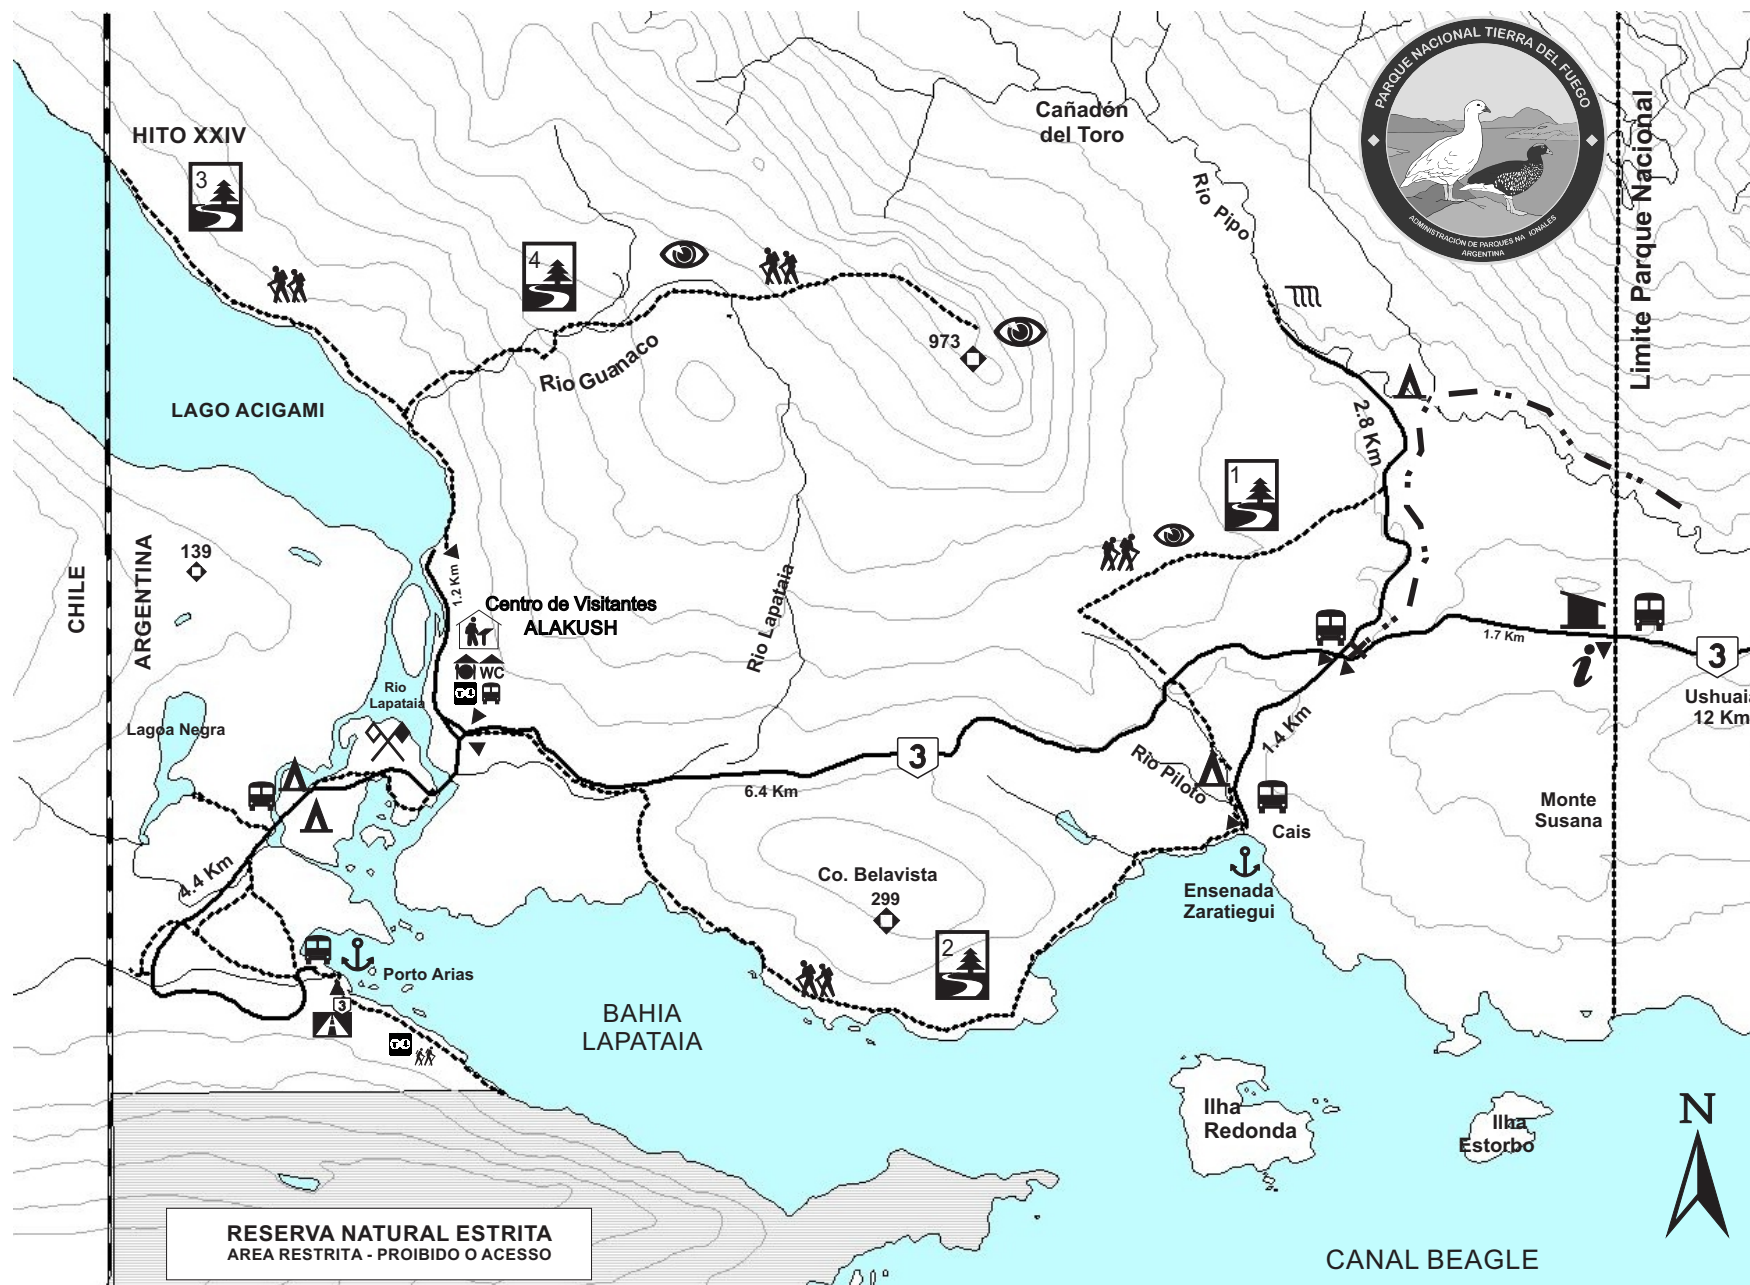 PARQUE NACIONAL TIERRA DEL FUEGO
ADMINISTRACIÓN DE PARQUES NA IONALES
ARGENTINA
Limite Parque Nacional
Cañadón
del Toro
HITO XXIV
3
Rio Pipo
4
973
Rio Guanaco
LAGO ACIGAMI
2.8 Km
1
139
CHILE
ARGENTINA
1.2 Km
Centro de Visitantes
ALAKUSH
WC
Rio Lapataia
1.7 Km
i
3
Ushuaia
12 Km
Rio
Lapataia
Lagoa Negra
1.4 Km
3
Rio Piloto
6.4 Km
Cais
Monte
Susana
4.4 Km
Co. Belavista
299
Ensenada
Zaratiegui
2
Porto Arias
3
BAHIA
LAPATAIA
Ilha
Redonda
Ilha
Estorbo
N
RESERVA NATURAL ESTRITA
AREA RESTRITA - PROIBIDO O ACESSO
CANAL BEAGLE